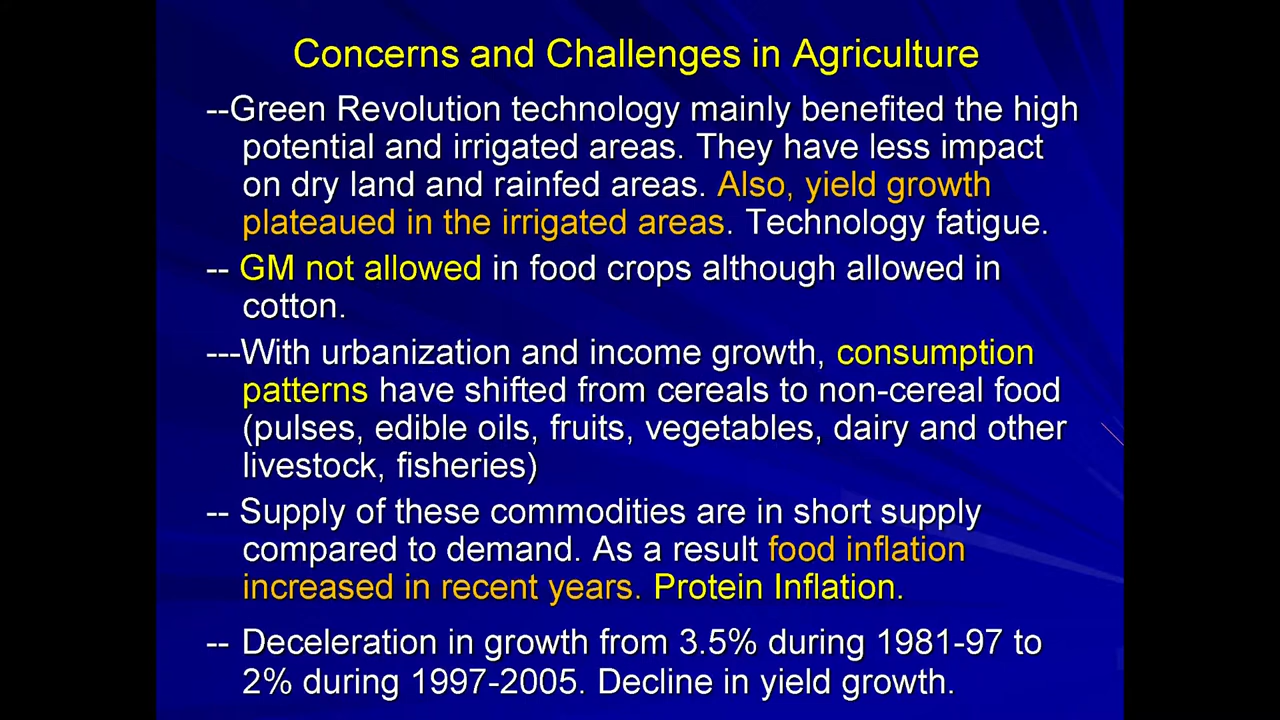 Concerns and Challenges in Agriculture
--Green Revolution technology mainly benefited the high
potential and irrigated areas. They have less impact
on dry land and rainfed areas. Also, yield growth
plateaued in the irrigated areas. Technology fatigue.
-- GM not allowed in food crops although allowed in
cotton.
---With urbanization and income growth, consumption
patterns have shifted from cereals to non-cereal food
(pulses, edible oils, fruits, vegetables, dairy and other
livestock, fisheries)
-- Supply of these commodities are in short supply
compared to demand. As a result food inflation
increased in recent years. Protein Inflation.
-- Deceleration in growth from 3.5% during 1981-97 to
2% during 1997-2005. Decline in yield growth.